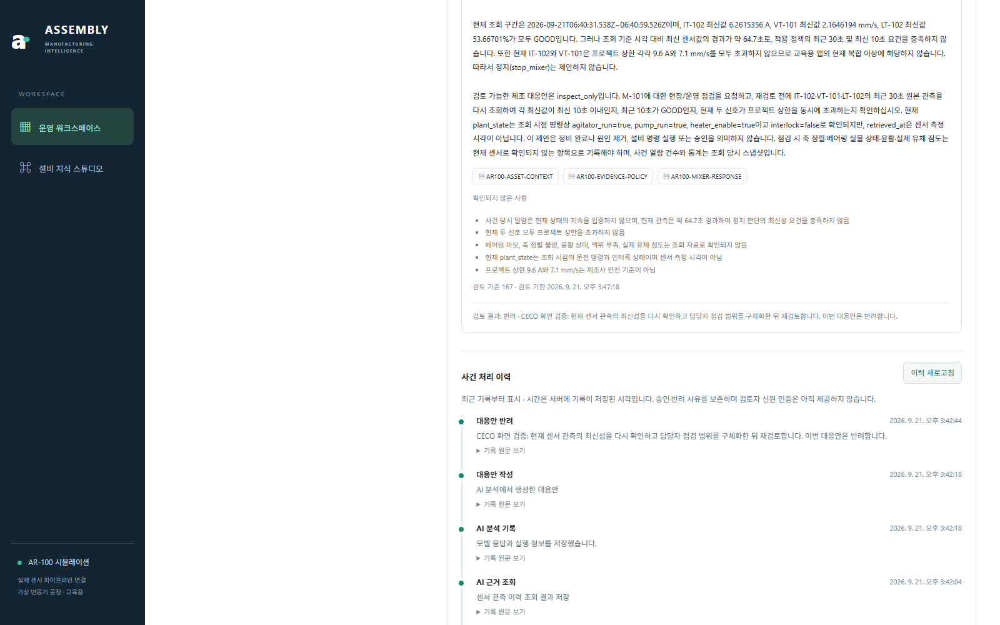 a
ASSEMBLY
MANUFACTURING
INTELLIGENCE
WORKSPACE
운영 워크스페이스
설비 지식 스튜디오
AR-100 시뮬레이션
실제 센서 파이프라인 연결
가상 반응기 공정 · 교육용
현재 조회 구간은 2026-09-21T06:40:31.538Z~06:40:59.526Z이며, IT-102 최신값 6.2615356 A, VT-101 최신값 2.1646194 mm/s, LT-102 최신값
53.66701%가 모두 GOOD입니다. 그러나 조회 기준 시각 대비 최신 센서값의 경과가 약 64.7초로, 적용 정책의 최근 30초 및 최신 10초 요건을 충족하지 않
습니다. 또한 현재 IT-102와 VT-101은 프로젝트 상한 각각 9.6 A와 7.1 mm/s를 모두 초과하지 않으므로 교육용 앱의 현재 복합 이상에 해당하지 않습니다.
따라서 정지(stop_mixer)는 제안하지 않습니다.
검토 가능한 제조 대응안은 inspect_only입니다. M-101에 대한 현장/운영 점검을 요청하고, 재검토 전에 IT-102·VT-101·LT-102의 최근 30초 원본 관측을
다시 조회하여 각 최신값이 최신 10초 이내인지, 최근 10초가 GOOD인지, 현재 두 신호가 프로젝트 상한을 동시에 초과하는지 확인하십시오. 현재
plant_state는 조회 시점 명령상 agitator_run=true, pump_run=true, heater_enable=true이고 interlock=false로 확인되지만, retrieved_at은 센서 측정
시각이 아닙니다. 이 제안은 정비 완료나 원인 제거, 설비 명령 실행 또는 승인을 의미하지 않습니다. 점검 시 축 정렬·베어링 실물 상태·윤활·실제 유체 점도는
현재 센서로 확인되지 않는 항목으로 기록해야 하며, 사건 알람 건수와 통계는 조회 당시 스냅샷입니다.
AR100-ASSET-CONTEXT
AR100-EVIDENCE-POLICY
AR100-MIXER-RESPONSE
확인되지 않은 사항
• 사건 당시 알람은 현재 상태의 지속을 입증하지 않으며, 현재 관측은 약 64.7초 경과하여 정지 판단의 최신성 요건을 충족하지 않음
• 현재 두 신호 모두 프로젝트 상한을 초과하지 않음
• 베어링 마모, 축 정렬 불량, 윤활 상태, 액위 부족, 실제 유체 점도는 조회 자료로 확인되지 않음
• 현재 plant_state는 조회 시점의 운전 명령과 인터록 상태이며 센서 측정 시각이 아님
• 프로젝트 상한 9.6 A와 7.1 mm/s는 제조사 안전 기준이 아님
검토 기준 167 · 검토 기한 2026. 9. 21. 오후 3:47:18
검토 결과: 반려 · CECO 화면 검증: 현재 센서 관측의 최신성을 다시 확인하고 담당자 점검 범위를 구체화한 뒤 재검토합니다. 이번 대응안은 반려합니다.
사건 처리 이력
이력 새로고침
최근 기록부터 표시 · 시간은 서버에 기록이 저장된 시각입니다. 승인·반려 사유를 보존하며 검토자 신원 인증은 아직 제공하지 않습니다.
대응안 반려
2026. 9. 21. 오후 3:42:44
CECO 화면 검증: 현재 센서 관측의 최신성을 다시 확인하고 담당자 점검 범위를 구체화한 뒤 재검토합니다. 이번 대응안은 반려합니다.
▶ 기록 원문 보기
대응안 작성
2026. 9. 21. 오후 3:42:18
AI 분석에서 생성한 대응안
▶ 기록 원문 보기
AI 분석 기록
2026. 9. 21. 오후 3:42:18
모델 응답과 실행 정보를 저장했습니다.
▶ 기록 원문 보기
AI 근거 조회
2026. 9. 21. 오후 3:42:04
센서 관측 이력 조회 결과 저장
▶ 기록 원문 보기